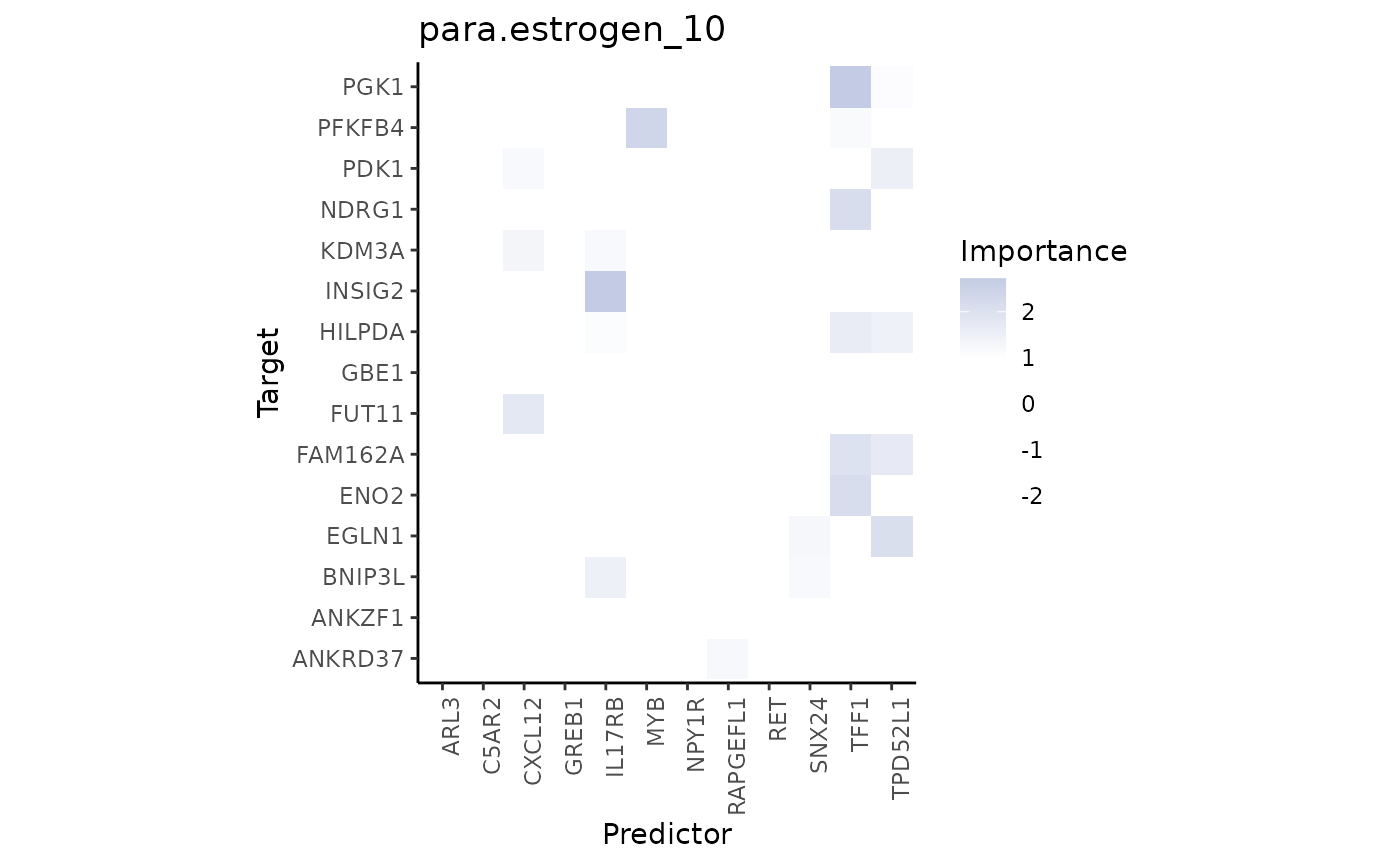 para.estrogen_10
PGK1
PFKFB4
PDK1
NDRG1
KDM3A
INSIG2
HILPDA
GBE1
FUT11
FAM162A
ENO2
EGLN1
BNIP3L
ANKZF1
ANKRD37
Target
ARL3
C5AR2
CXCL12
GREB1
IL17RB
MYB
NPY1R
RAPGEFL1
RET
SNX24
TFF1
TPD52L1
Predictor
Importance
2
1
0
-1
-2